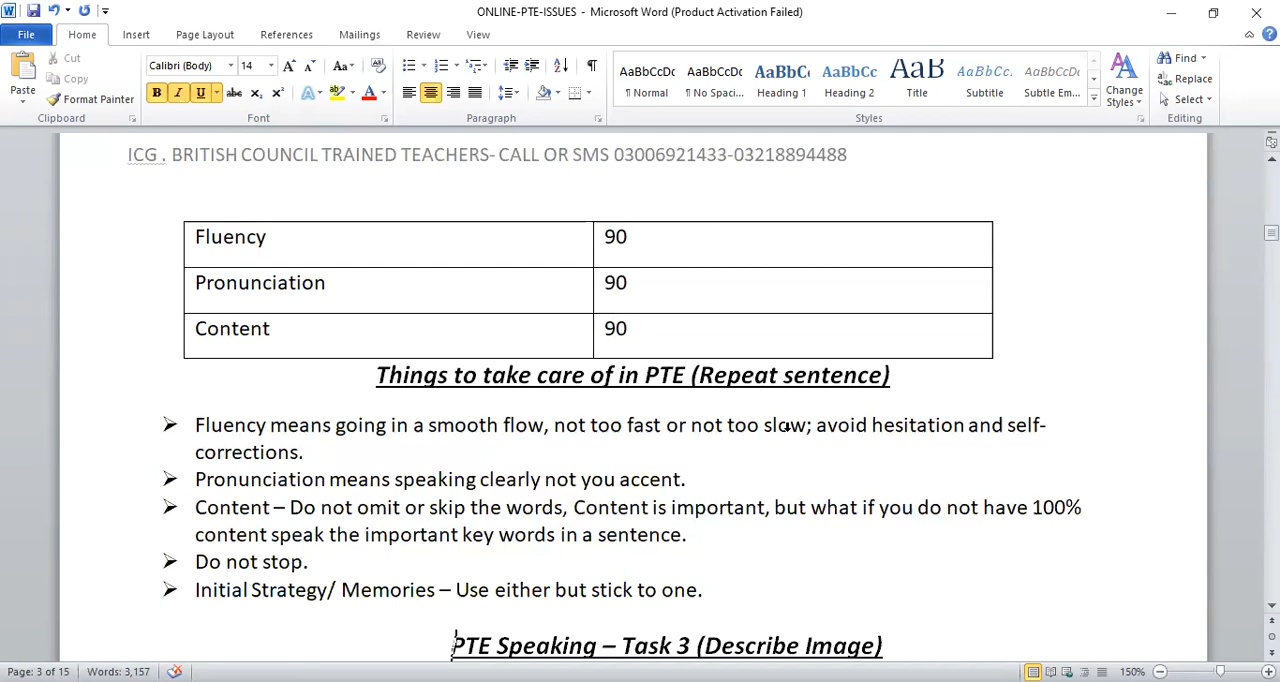 ONLINE-PTE-ISSUES - Microsoft Word (Product Activation Failed)
File Home Insert Page Layout References Mailings Review View
Paste
Cut
Copy
Format Painter
Clipboard
Calibri (Body) 14
Font
Paragraph
AaBbCcDc AaBbCcDc AaBbCc AaBbCc AaB AaBbCc. AaBbCcDc
¶ Normal ¶ No Spaci... Heading 1 Heading 2 Title Subtitle Subtle Em...
Styles
Change
Styles
Find
Replace
Select
Editing
ICG . BRITISH COUNCIL TRAINED TEACHERS- CALL OR SMS 03006921433-03218894488
Fluency 90
Pronunciation 90
Content 90
Things to take care of in PTE (Repeat sentence)
Fluency means going in a smooth flow, not too fast or not too slow; avoid hesitation and self-
corrections.
Pronunciation means speaking clearly not you accent.
Content – Do not omit or skip the words, Content is important, but what if you do not have 100%
content speak the important key words in a sentence.
Do not stop.
Initial Strategy/ Memories – Use either but stick to one.
PTE Speaking – Task 3 (Describe Image)
Page: 3 of 15 Words: 3,157 150%